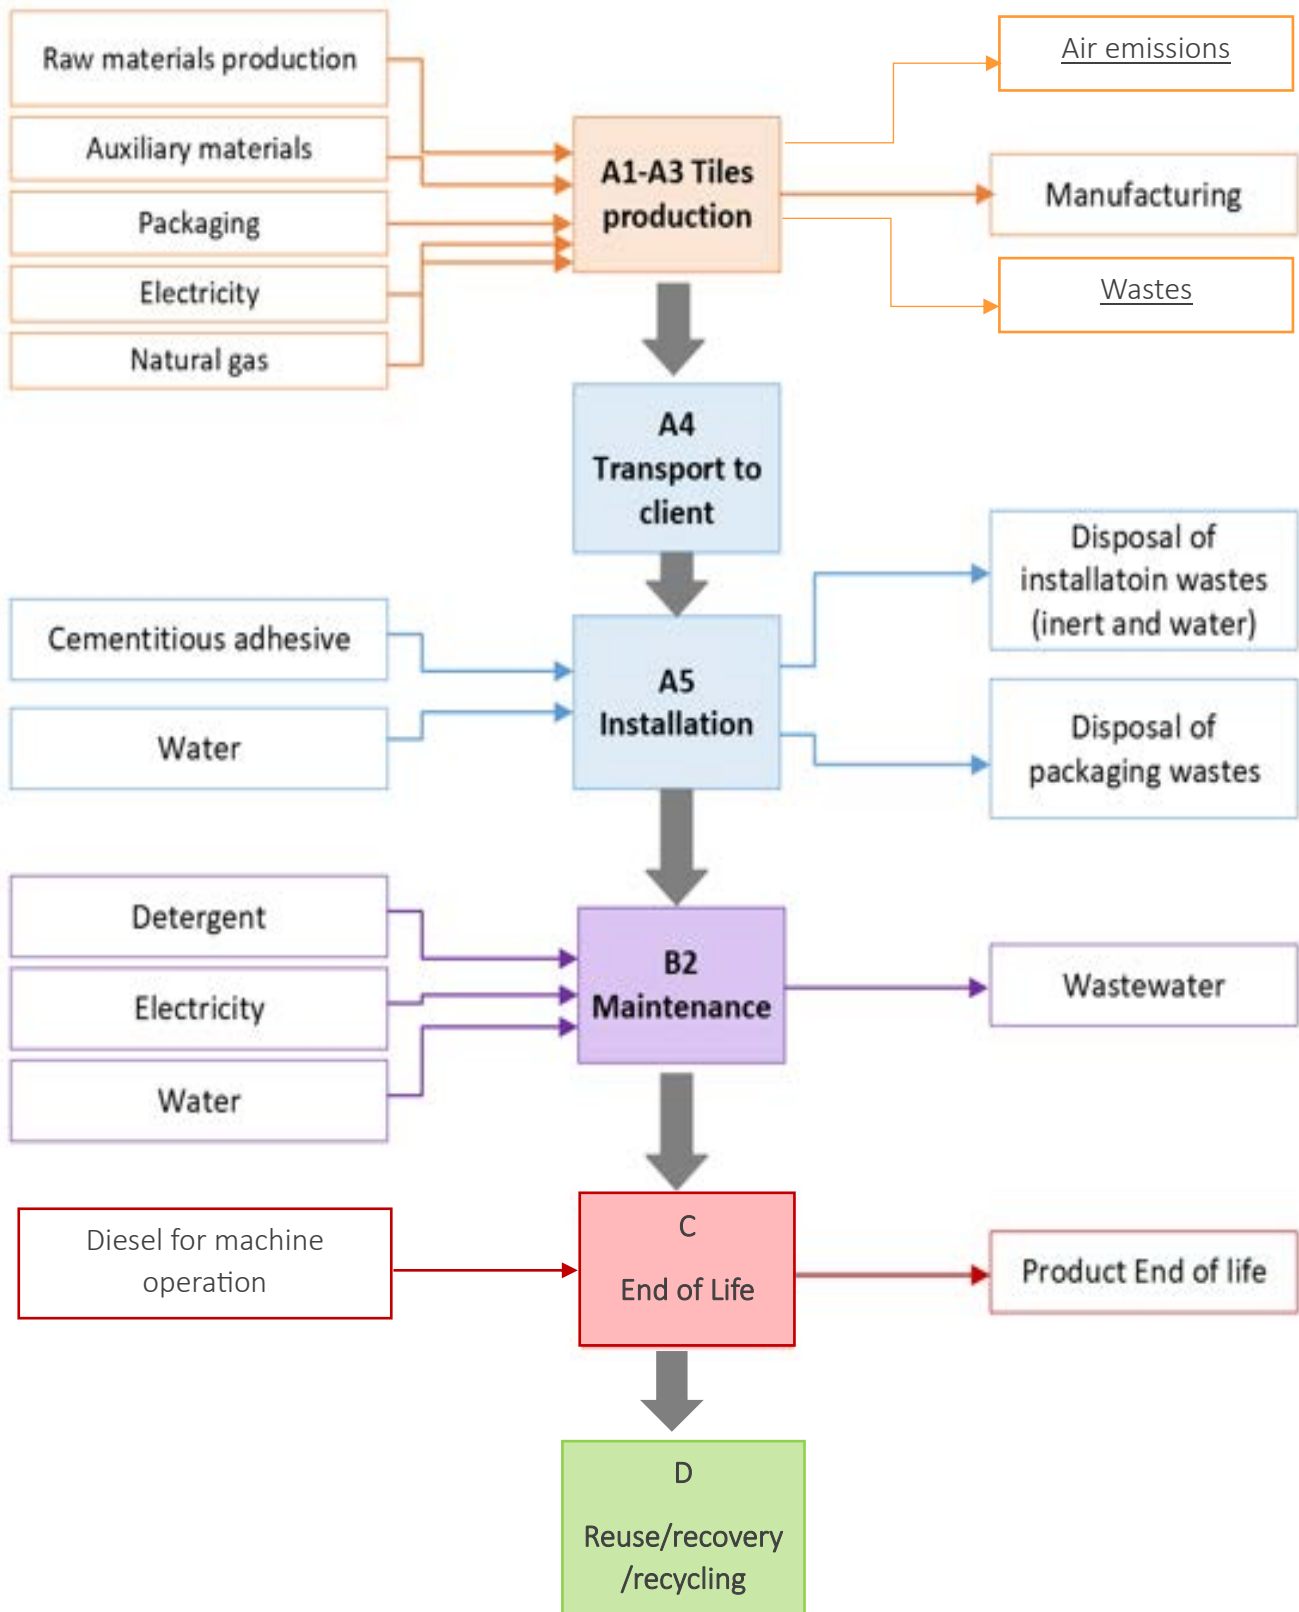 Raw materials production
Auxiliary materials
Packaging
Electricity
Natural gas
A1-A3 Tiles
production
Air emissions
Manufacturing
Wastes
A4
Transport to
client
Cementitious adhesive
Water
A5
Installation
Disposal of
installatoin wastes
(inert and water)
Disposal of
packaging wastes
Detergent
Electricity
Water
B2
Maintenance
Wastewater
Diesel for machine
operation
C
End of Life
Product End of life
D
Reuse/recovery
/recycling